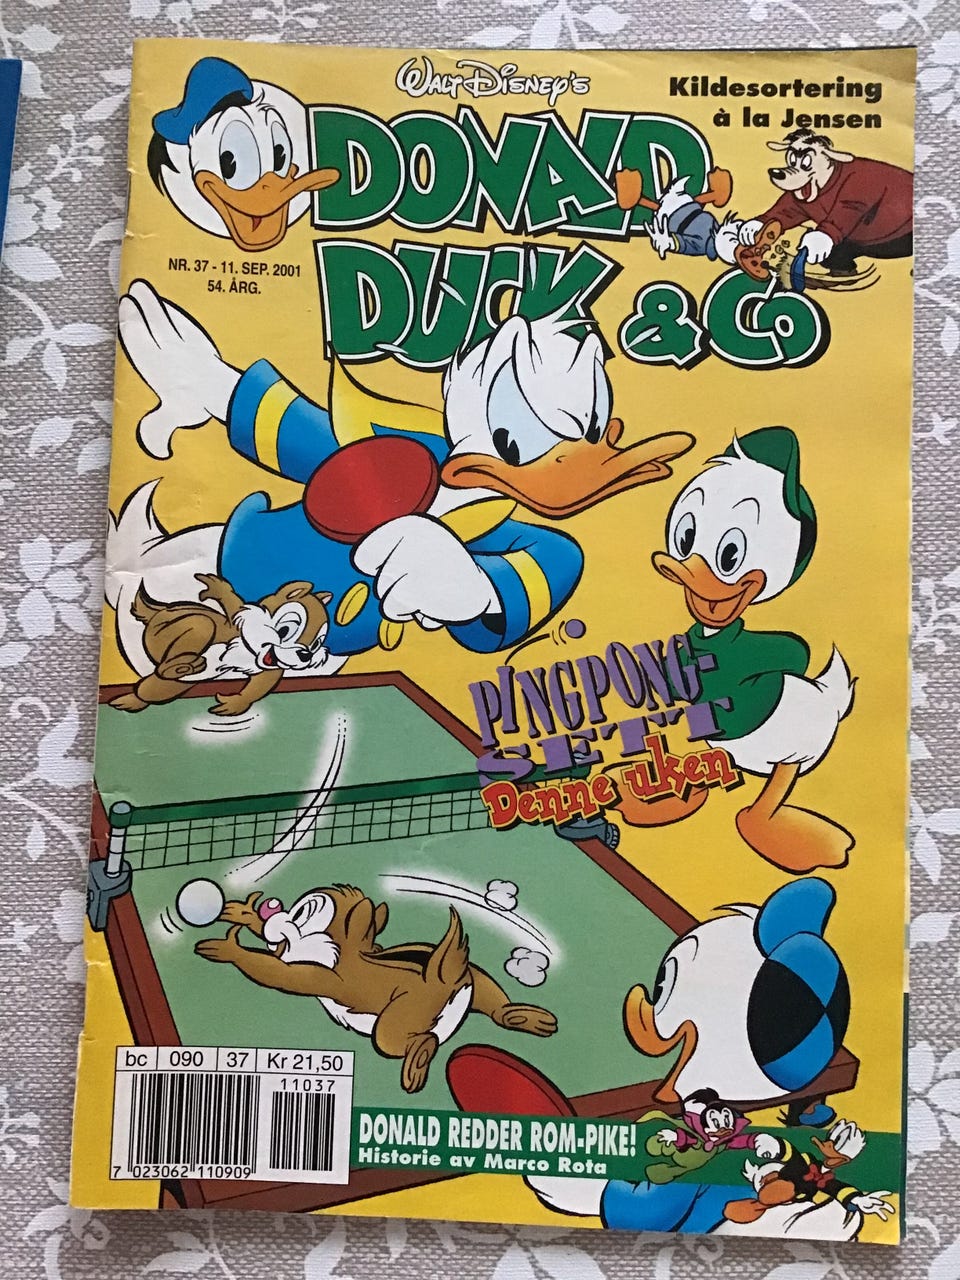 WALT DISNEY'S
DONALD
DUCK & Co
Kildesortering
à la Jensen
NR. 37 - 11. SEP. 2001
54. ÅRG.
PINGPONG-
SETT
Denne uken
bc 090 37 Kr 21,50
11037
7 023062 110909
DONALD REDDER ROM-PIKE!
Historie av Marco Rota